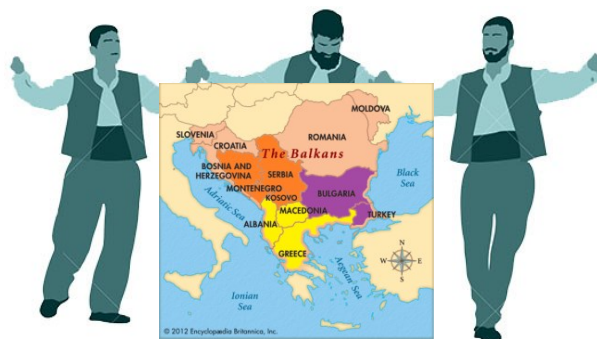 MOLDOVA
SLOVENIA
ROMANIA
CROATIA
The Balkans
BOSNIA AND
HERZEGOVINA
SERBIA
Black
Sea
MONTENEGRO
BULGARIA
KOSOVO
Adriatic Sea
MACEDONIA
TURKEY
ALBANIA
N
W
E
S
GREECE
Aegean Sea
Ionian
Sea
© 2012 Encyclopædia Britannica, Inc.